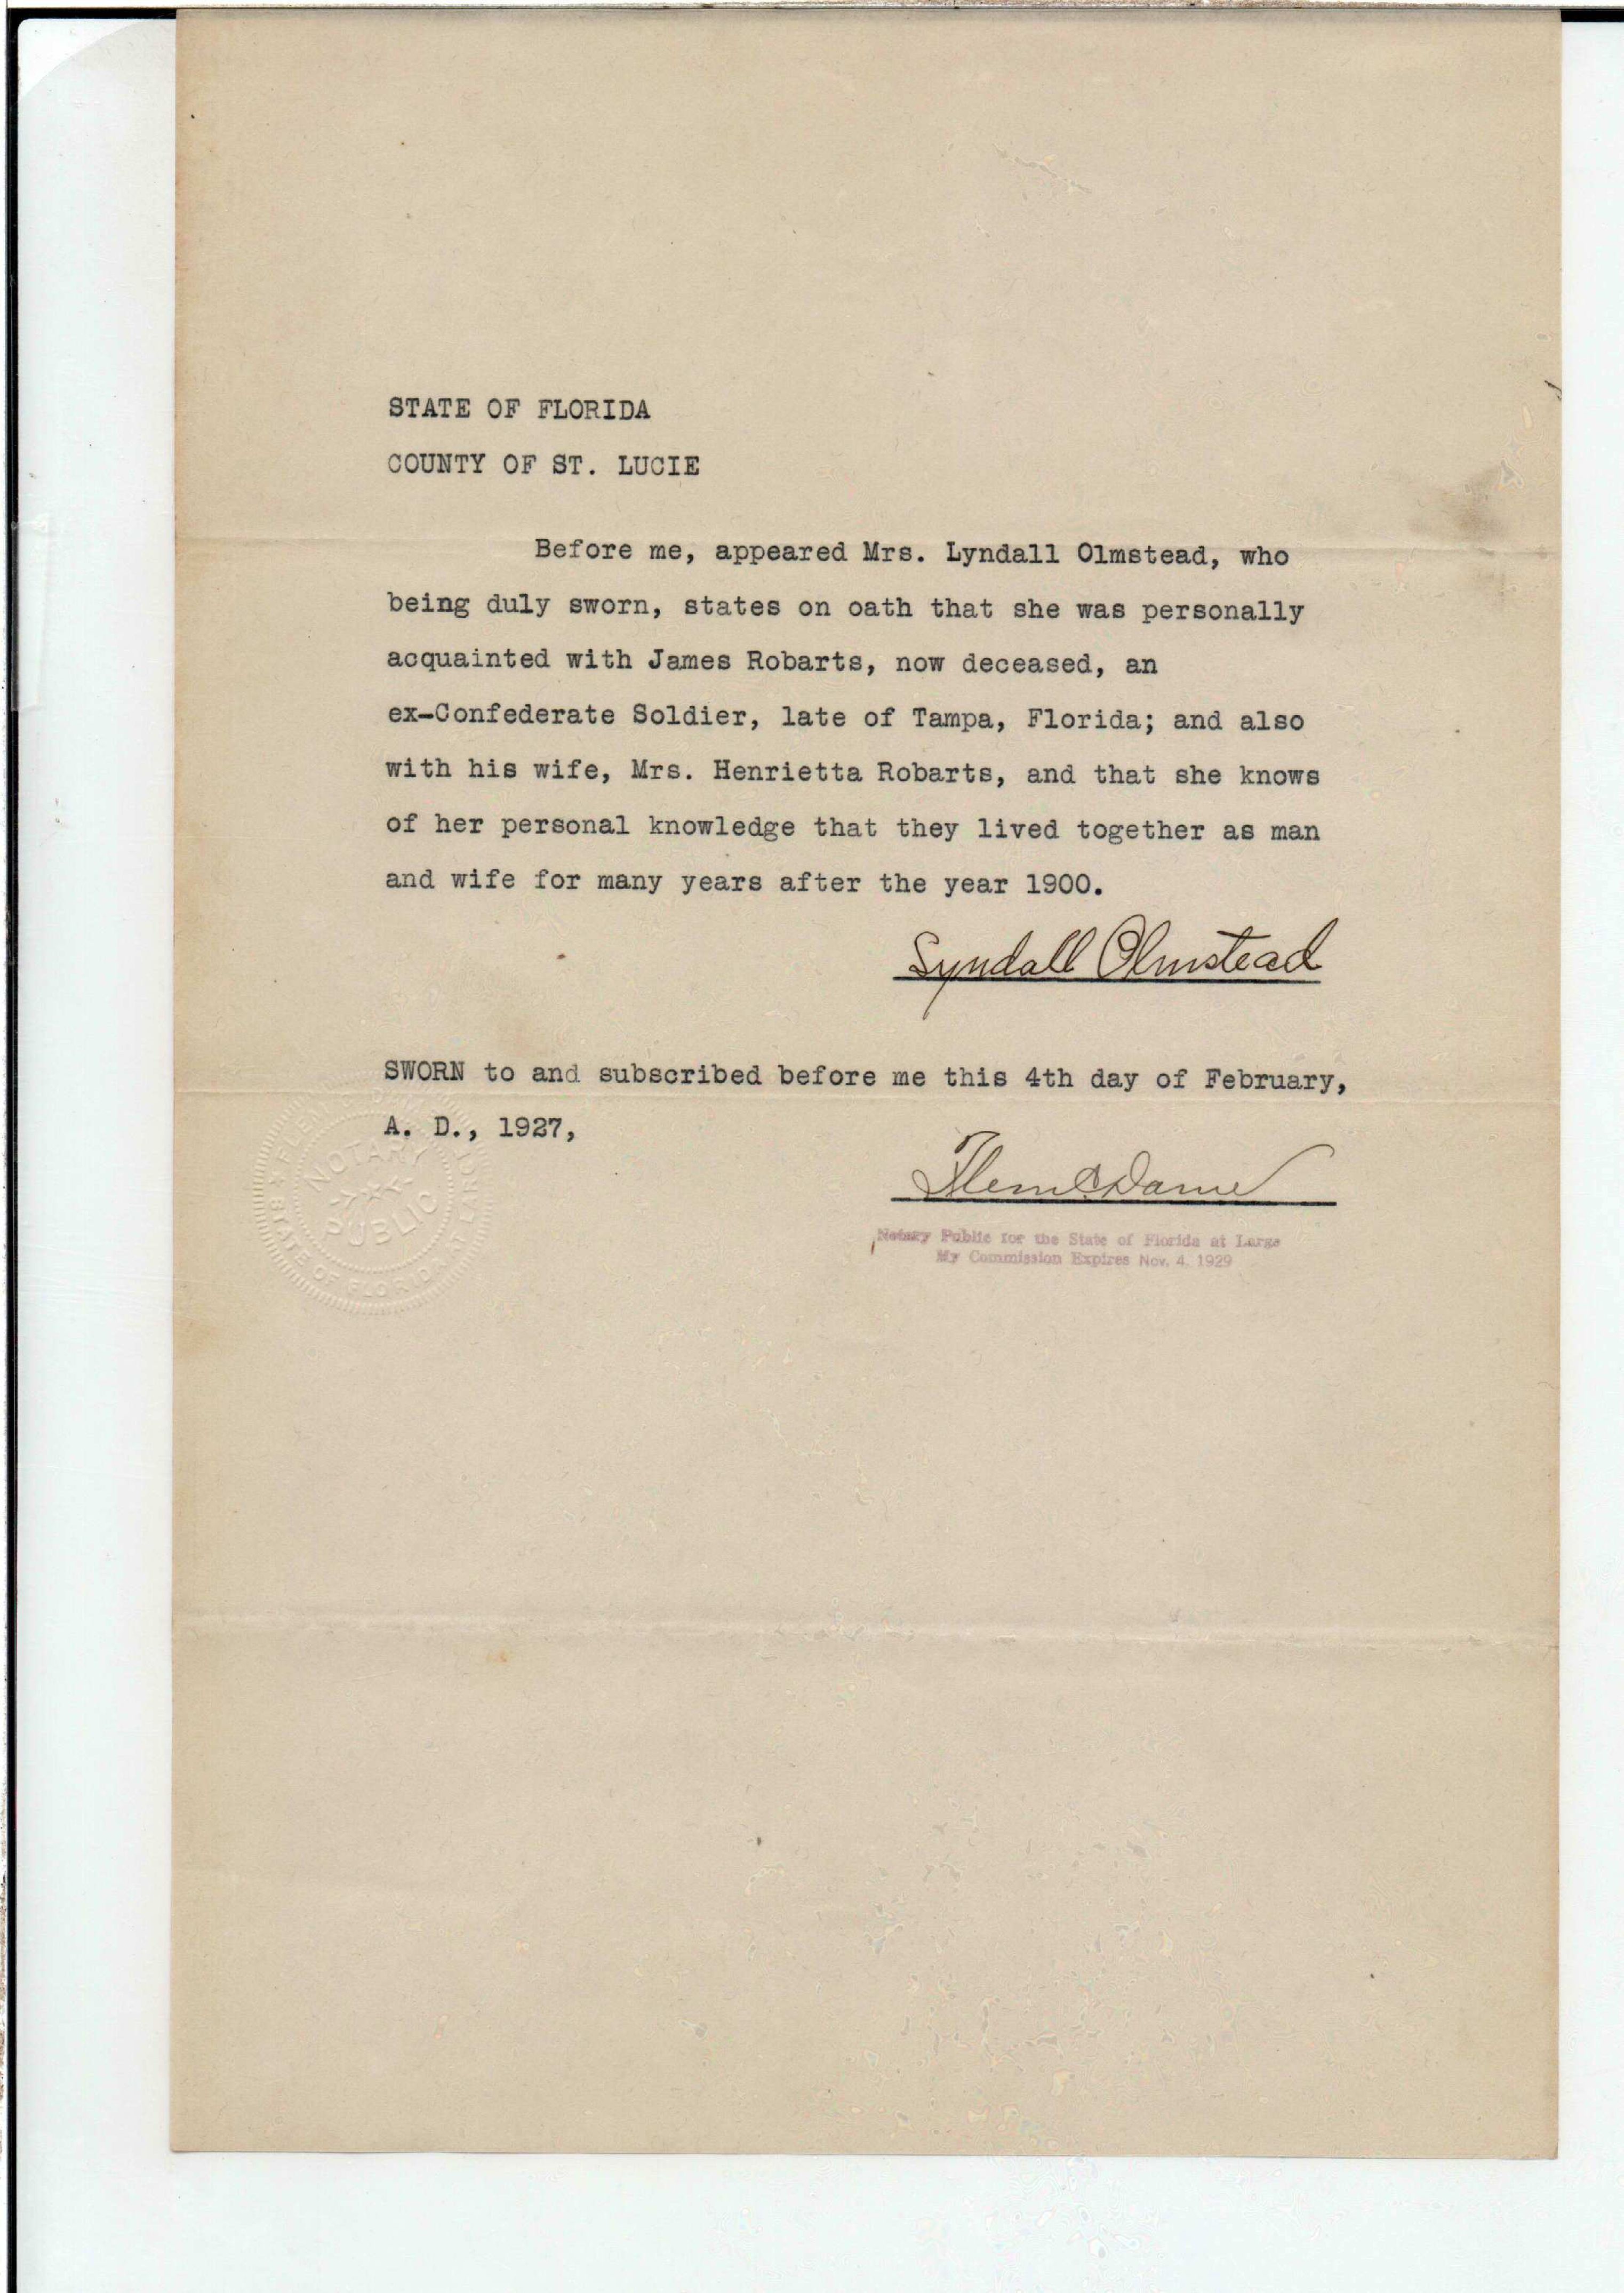 STATE OF FLORIDA
COUNTY OF ST. LUCIE
Before me, appeared Mrs. Lyndall Olmstead, who
being duly sworn, states on oath that she was personally
acquainted with James Robarts, now deceased, an
ex-Confederate Soldier, late of Tampa, Florida; and also
with his wife, Mrs. Henrietta Robarts, and that she knows
of her personal knowledge that they lived together as man
and wife for many years after the year 1900.
Lyndall Olmstead
SWORN to and subscribed before me this 4th day of February,
A. D., 1927,
Notary Public for the State of Florida at Large
My Commission Expires Nov. 4, 1929
NOTARY
PUBLIC
STATE OF FLORIDA AT LARGE